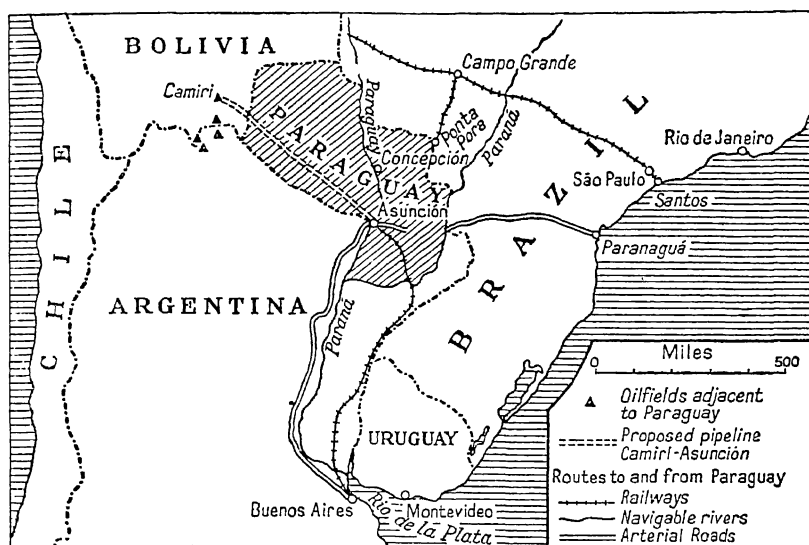 BOLIVIA
Camiri
PARAGUAY
Paraguay
Concepción
Asunción
Campo Grande
Ponta
Pora
Paraná
BRAZIL
Rio de Janeiro
São Paulo
Santos
Paranaguá
CHILE
ARGENTINA
Paraná
URUGUAY
Buenos Aires
Montevideo
Rio de la Plata
Miles
0 500
Oilfields adjacent
to Paraguay
Proposed pipeline
Camiri-Asunción
Routes to and from Paraguay
Railways
Navigable rivers
Arterial Roads